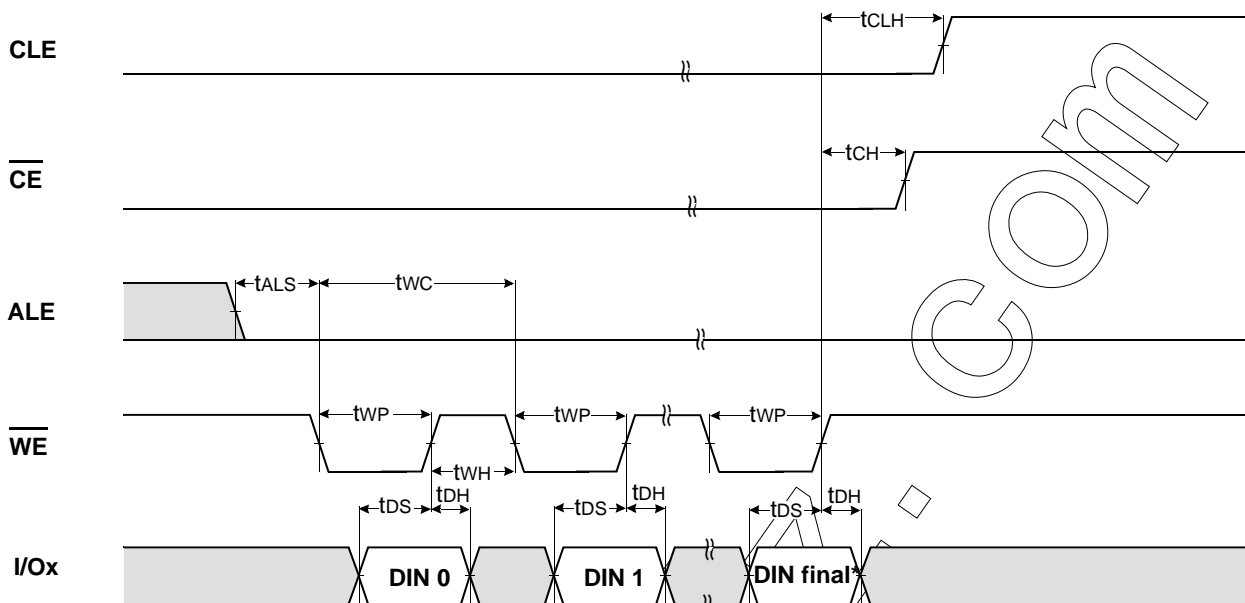 CLE
tCLH
CE
tCH
ALE
tALS
tWC
WE
tWP
tWP
tWP
tWH
tDS
tDH
tDS
tDH
tDS
tDH
I/Ox
DIN 0
DIN 1
DIN final*
com